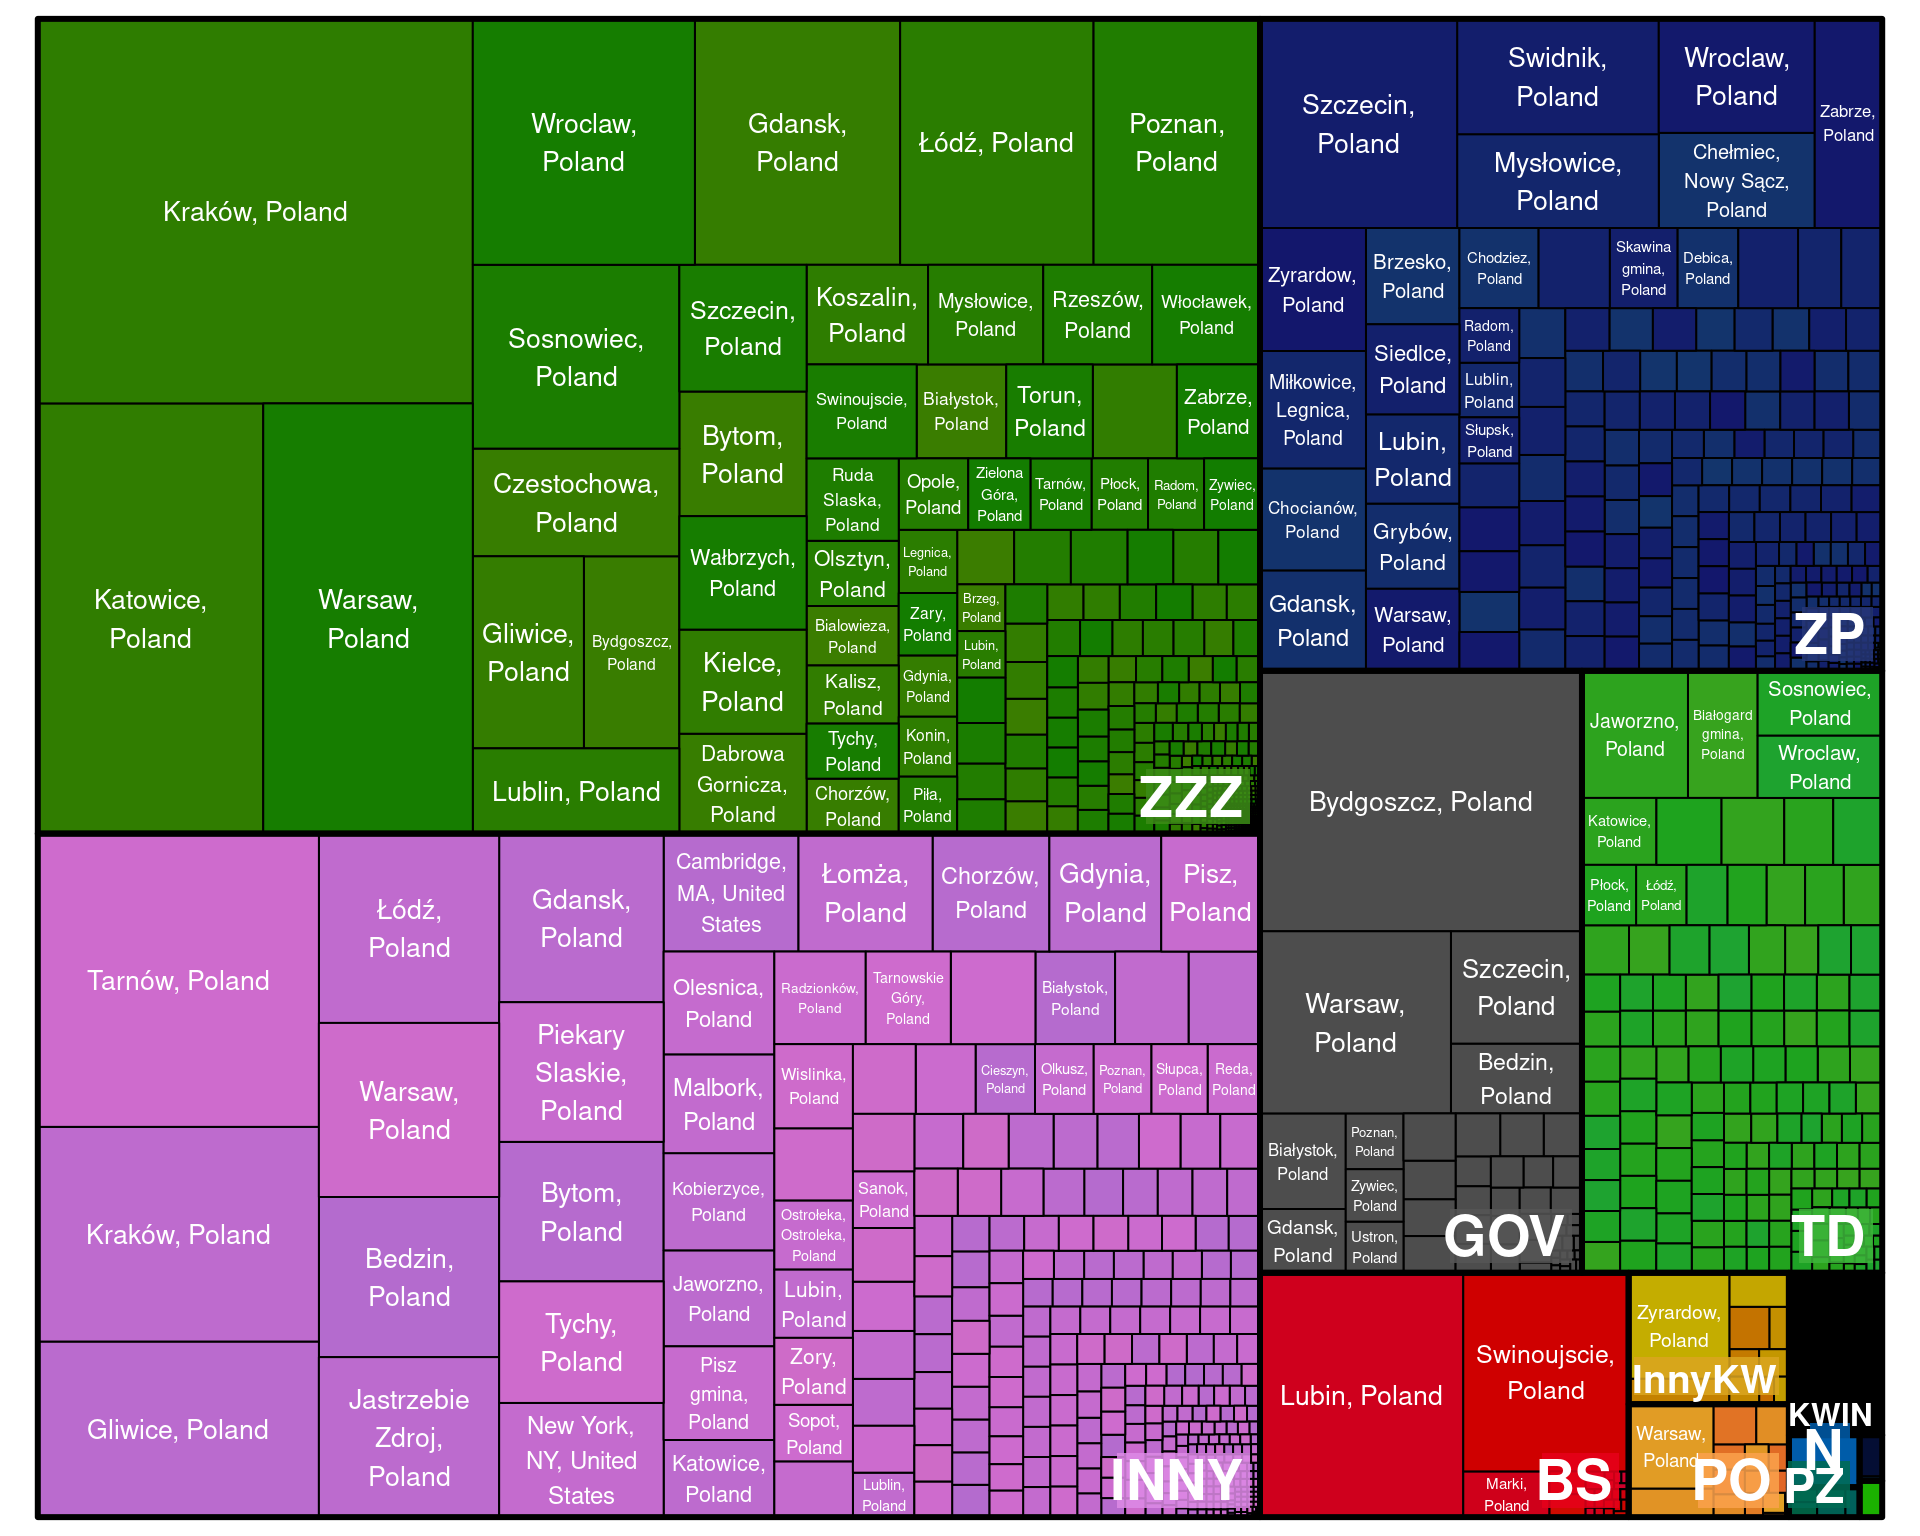 Kraków, Poland
Katowice,
Poland
Warsaw,
Poland
Wroclaw,
Poland
Gdansk,
Poland
Łódź, Poland
Poznan,
Poland
Sosnowiec,
Poland
Czestochowa,
Poland
Gliwice,
Poland
Bydgoszcz,
Poland
Lublin, Poland
Szczecin,
Poland
Bytom,
Poland
Wałbrzych,
Poland
Kielce,
Poland
Dabrowa
Gornicza,
Poland
Koszalin,
Poland
Mysłowice,
Poland
Rzeszów,
Poland
Włocławek,
Poland
Swinoujscie,
Poland
Białystok,
Poland
Torun,
Poland
Zabrze,
Poland
Ruda
Slaska,
Poland
Olsztyn,
Poland
Bialowieza,
Poland
Kalisz,
Poland
Tychy,
Poland
Chorzów,
Poland
Opole,
Poland
Zielona
Góra,
Poland
Tarnów,
Poland
Płock,
Poland
Radom,
Poland
Zywiec,
Poland
Legnica,
Poland
Zary,
Poland
Gdynia,
Poland
Konin,
Poland
Piła,
Poland
Brzeg,
Poland
Lubin,
Poland
ZZZ
Szczecin,
Poland
Swidnik,
Poland
Mysłowice,
Poland
Wroclaw,
Poland
Chełmiec,
Nowy Sącz,
Poland
Zabrze,
Poland
Zyrardow,
Poland
Miłkowice,
Legnica,
Poland
Chocianów,
Poland
Gdansk,
Poland
Brzesko,
Poland
Siedlce,
Poland
Lubin,
Poland
Grybów,
Poland
Warsaw,
Poland
Chodziez,
Poland
Skawina
gmina,
Poland
Debica,
Poland
Radom,
Poland
Lublin,
Poland
Słupsk,
Poland
ZP
Tarnów, Poland
Kraków, Poland
Gliwice, Poland
Łódź,
Poland
Warsaw,
Poland
Bedzin,
Poland
Jastrzebie
Zdroj,
Poland
Gdansk,
Poland
Piekary
Slaskie,
Poland
Bytom,
Poland
Tychy,
Poland
New York,
NY, United
States
Cambridge,
MA, United
States
Łomża,
Poland
Chorzów,
Poland
Gdynia,
Poland
Pisz,
Poland
Olesnica,
Poland
Malbork,
Poland
Kobierzyce,
Poland
Jaworzno,
Poland
Pisz
gmina,
Poland
Katowice,
Poland
Radzionków,
Poland
Tarnowskie
Góry,
Poland
Białystok,
Poland
Wislinka,
Poland
Ostrołeka,
Ostroleka,
Poland
Lubin,
Poland
Zory,
Poland
Sopot,
Poland
Cieszyn,
Poland
Olkusz,
Poland
Poznan,
Poland
Słupca,
Poland
Reda,
Poland
Sanok,
Poland
Lublin,
Poland
INNY
Bydgoszcz, Poland
Warsaw,
Poland
Szczecin,
Poland
Bedzin,
Poland
Białystok,
Poland
Gdansk,
Poland
Poznan,
Poland
Zywiec,
Poland
Ustron,
Poland
GOV
Jaworzno,
Poland
Białogard
gmina,
Poland
Sosnowiec,
Poland
Wroclaw,
Poland
Katowice,
Poland
Płock,
Poland
Łódź,
Poland
TD
Lubin, Poland
Swinoujscie,
Poland
Marki,
Poland
BS
Zyrardow,
Poland
InnyKW
Warsaw,
Poland
PO
KWIN
N
PZ